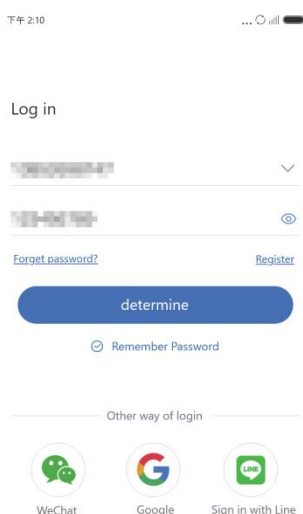 下午 2:10
Log in
Forget password? Register
determine
Remember Password
Other way of login
LINE
WeChat Google Sign in with Line